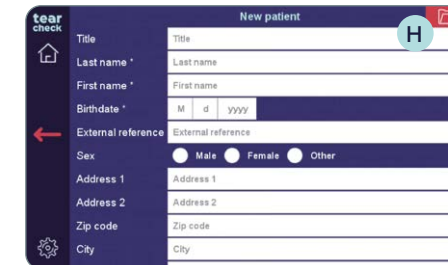 tear
check
New patient
H
Title Title
Last name * Last name
First name * First name
Birthdate * M d yyyy
External reference External reference
Sex Male Female Other
Address 1 Address 1
Address 2 Address 2
Zip code Zip code
City City